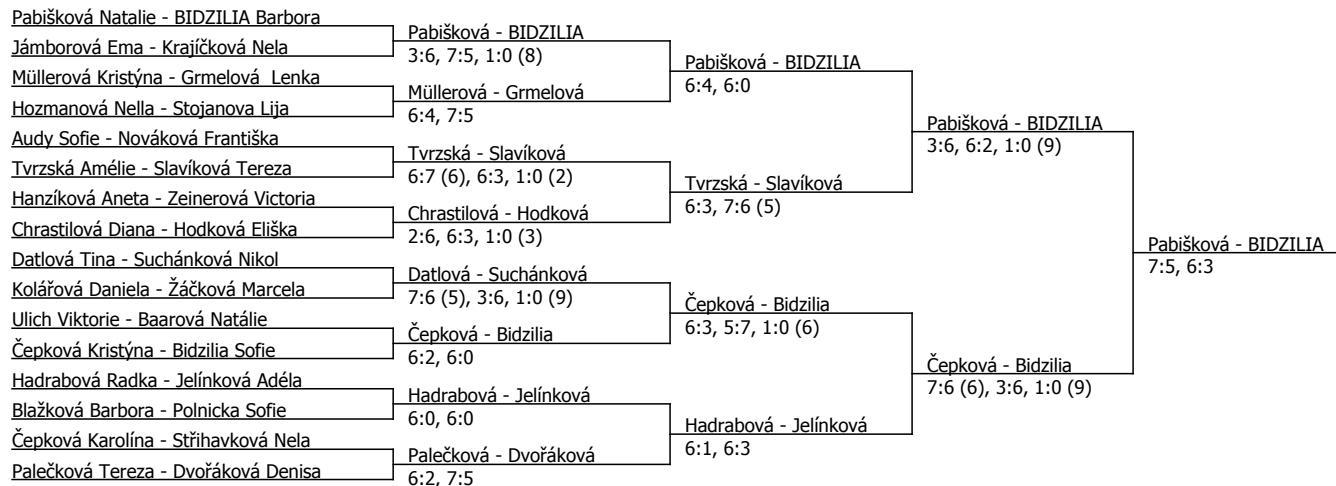 Pabišková Natalie - BIDZILIA Barbora
Jámborová Ema - Krajíčková Nela
Müllerová Kristýna - Grmelová  Lenka
Hozmanová Nella - Stojanova Lija
Audy Sofie - Nováková Františka
Tvrzská Amélie - Slavíková Tereza
Hanzíková Aneta - Zeinerová Victoria
Chrastilová Diana - Hodková Eliška
Datlová Tina - Suchánková Nikol
Kolářová Daniela - Žáčková Marcela
Ulich Viktorie - Baarová Natálie
Čepková Kristýna - Bidzilia Sofie
Hadrabová Radka - Jelínková Adéla
Blažková Barbora - Polnicka Sofie
Čepková Karolína - Střihavková Nela
Palečková Tereza - Dvořáková Denisa
Pabišková - BIDZILIA
3:6, 7:5, 1:0 (8)
Müllerová - Grmelová
6:4, 7:5
Tvrzská - Slavíková
6:7 (6), 6:3, 1:0 (2)
Chrastilová - Hodková
2:6, 6:3, 1:0 (3)
Datlová - Suchánková
7:6 (5), 3:6, 1:0 (9)
Čepková - Bidzilia
6:2, 6:0
Hadrabová - Jelínková
6:0, 6:0
Palečková - Dvořáková
6:2, 7:5
Pabišková - BIDZILIA
6:4, 6:0
Tvrzská - Slavíková
6:3, 7:6 (5)
Čepková - Bidzilia
6:3, 5:7, 1:0 (6)
Hadrabová - Jelínková
6:1, 6:3
Pabišková - BIDZILIA
3:6, 6:2, 1:0 (9)
Čepková - Bidzilia
7:6 (6), 3:6, 1:0 (9)
Pabišková - BIDZILIA
7:5, 6:3